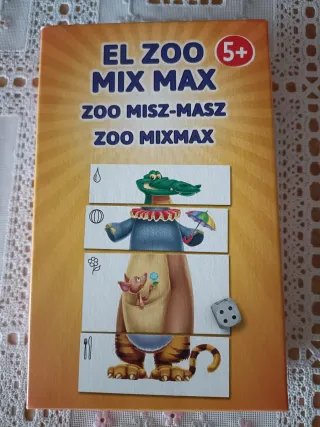 EL ZOO
5+
MIX MAX
ZOO MISZ-MASZ
ZOO MIXMAX